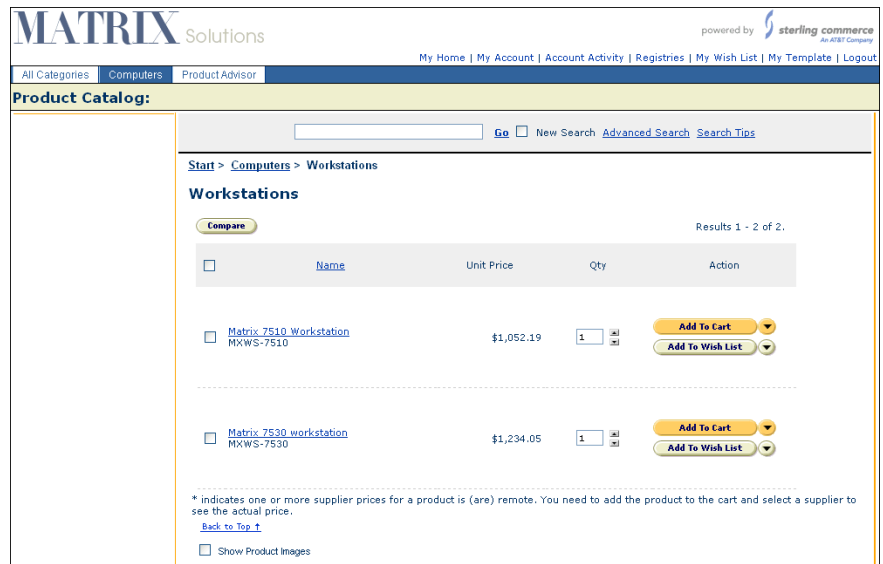 MATRIX Solutions
powered by sterling commerce
An AT&T Company
My Home | My Account | Account Activity | Registries | My Wish List | My Template | Logout
All Categories Computers Product Advisor
Product Catalog:
Go New Search Advanced Search Search Tips
Start > Computers > Workstations
Workstations
Compare Results 1 - 2 of 2.
Name Unit Price Qty Action
Matrix 7510 Workstation
MXWS-7510
$1,052.19 1
Add To Cart
Add To Wish List
Matrix 7530 workstation
MXWS-7530
$1,234.05 1
Add To Cart
Add To Wish List
* indicates one or more supplier prices for a product is (are) remote. You need to add the product to the cart and select a supplier to
see the actual price.
Back to Top ↑
Show Product Images